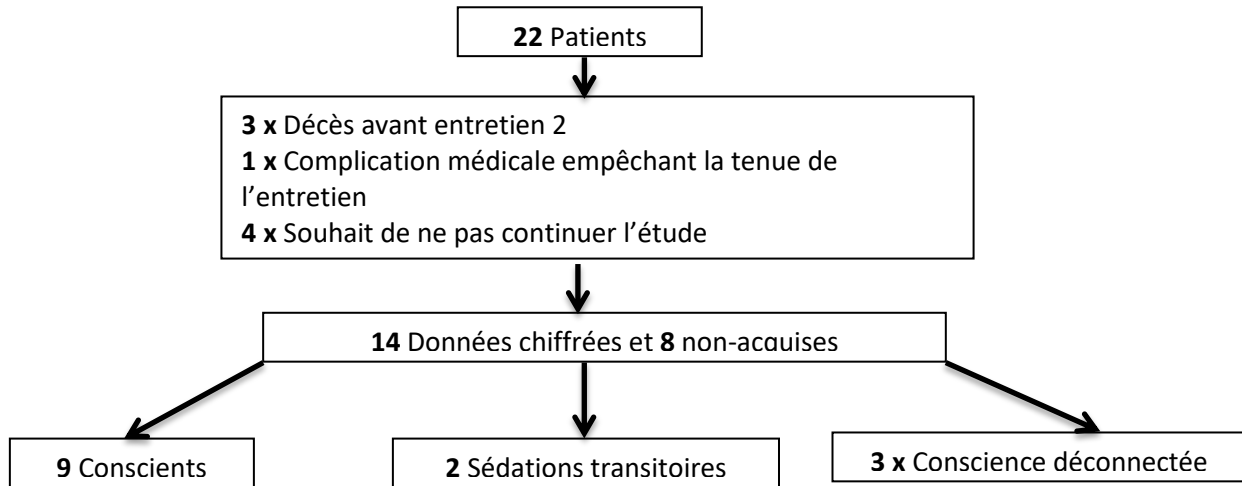 22 Patients
3 x Décès avant entretien 2
1 x Complication médicale empêchant la tenue de
l’entretien
4 x Souhait de ne pas continuer l’étude
14 Données chiffrées et 8 non-acquises
9 Conscients
2 Sédations transitoires
3 x Conscience déconnectée